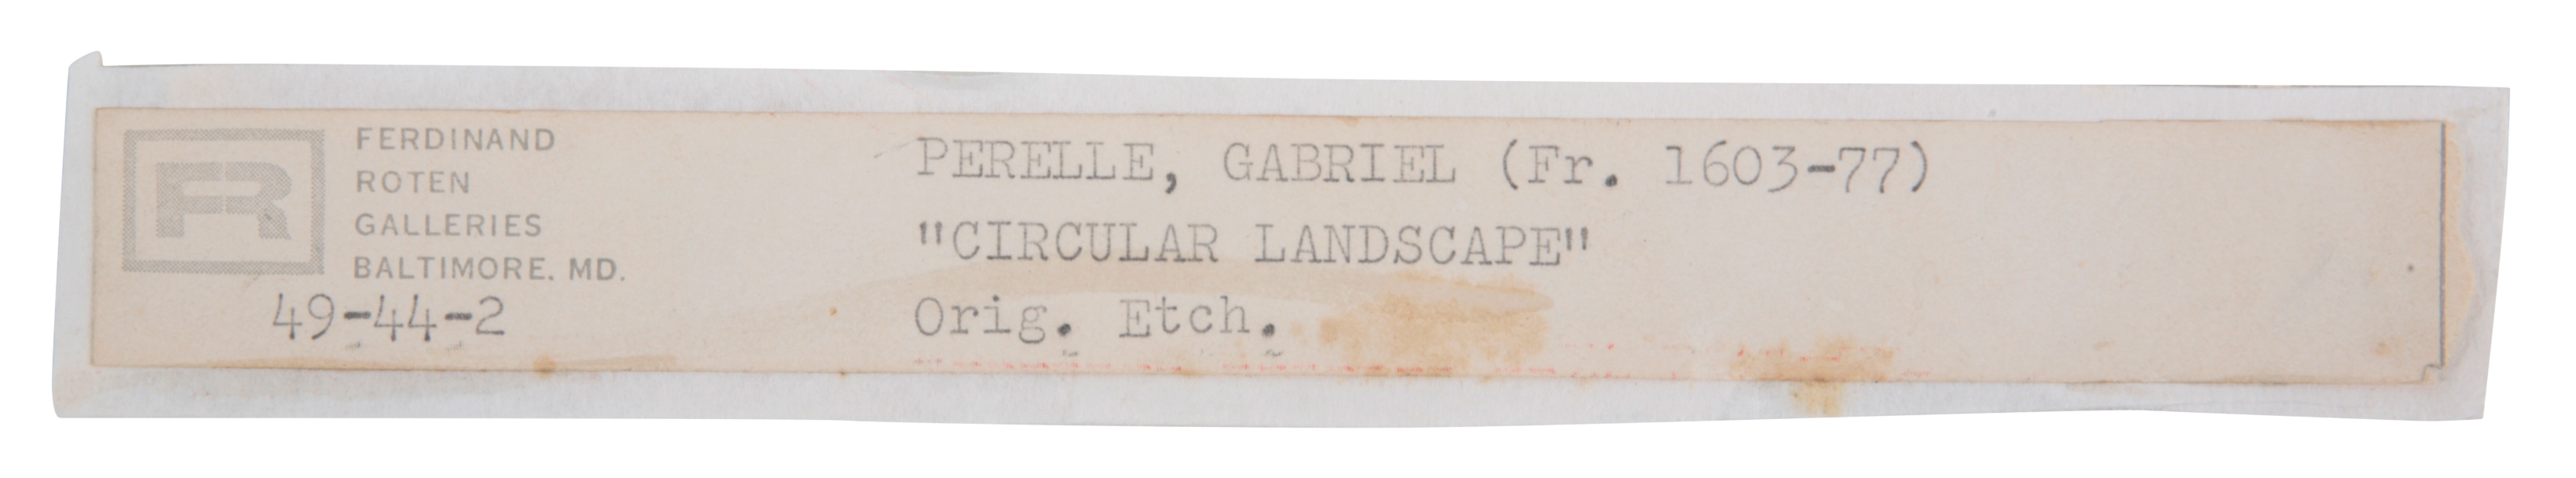 FR
FERDINAND
ROTEN
GALLERIES
BALTIMORE. MD.
49-44-2
PERELLE, GABRIEL (Fr. 1603-77)
"CIRCULAR LANDSCAPE"
Orig. Etch.